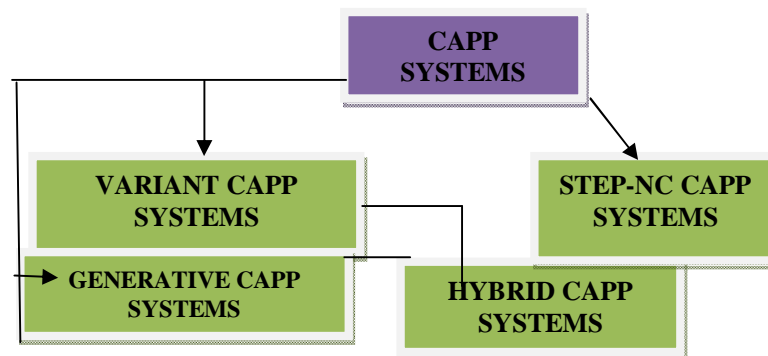 CAPP
SYSTEMS
VARIANT CAPP
SYSTEMS
STEP-NC CAPP
SYSTEMS
GENERATIVE CAPP
SYSTEMS
HYBRID CAPP
SYSTEMS